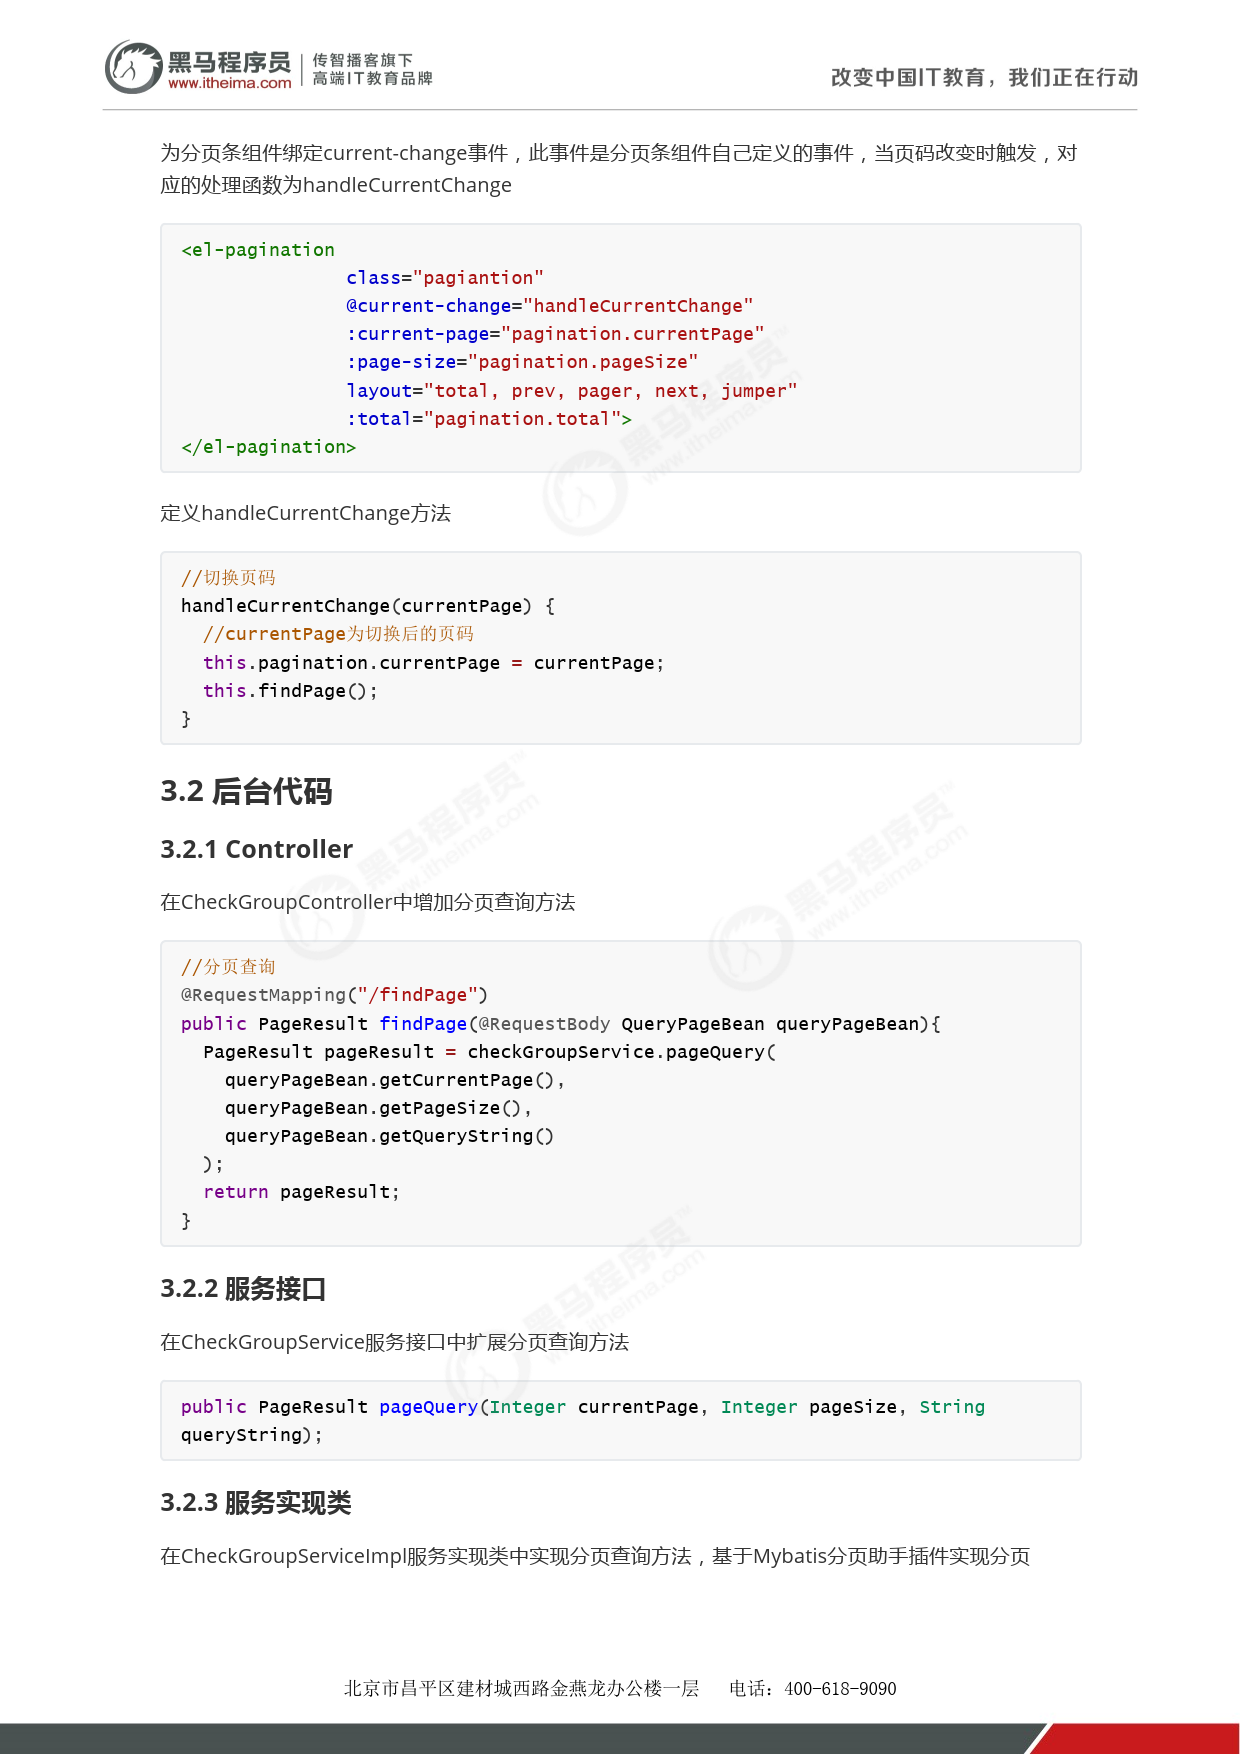 黑马程序员
www.itheima.com
传智播客旗下
高端IT教育品牌
改变中国IT教育，我们正在行动
为分页条组件绑定current-change事件，此事件是分页条组件自己定义的事件，当页码改变时触发，对
应的处理函数为handleCurrentChange
<el-pagination
class="pagiantion"
@current-change="handleCurrentChange"
:current-page="pagination.currentPage"
:page-size="pagination.pageSize"
layout="total, prev, pager, next, jumper"
:total="pagination.total">
</el-pagination>
定义handleCurrentChange方法
//切换页码
handleCurrentChange(currentPage) {
//currentPage为切换后的页码
this.pagination.currentPage = currentPage;
this.findPage();
}
3.2 后台代码
3.2.1 Controller
在CheckGroupController中增加分页查询方法
//分页查询
@RequestMapping("/findPage")
public PageResult findPage(@RequestBody QueryPageBean queryPageBean){
PageResult pageResult = checkGroupService.pageQuery(
queryPageBean.getCurrentPage(),
queryPageBean.getPageSize(),
queryPageBean.getQueryString()
);
return pageResult;
}
3.2.2 服务接口
在CheckGroupService服务接口中扩展分页查询方法
public PageResult pageQuery(Integer currentPage, Integer pageSize, String
queryString);
3.2.3 服务实现类
在CheckGroupServiceImpl服务实现类中实现分页查询方法，基于Mybatis分页助手插件实现分页
北京市昌平区建材城西路金燕龙办公楼一层 电话：400-618-9090